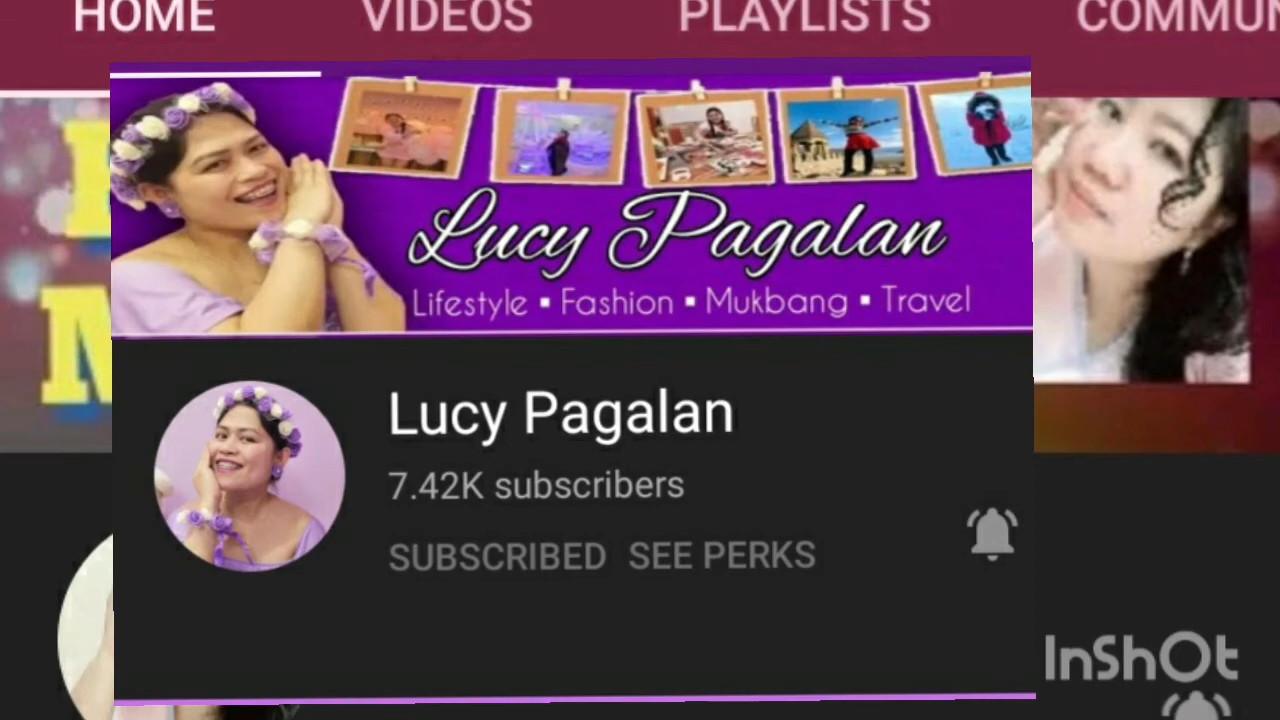 HOME VIDEOS PLAYLISTS COMMUN
Lucy Pagalan
Lifestyle ▪ Fashion ▪ Mukbang ▪ Travel
Lucy Pagalan
7.42K subscribers
SUBSCRIBED SEE PERKS
InShOt